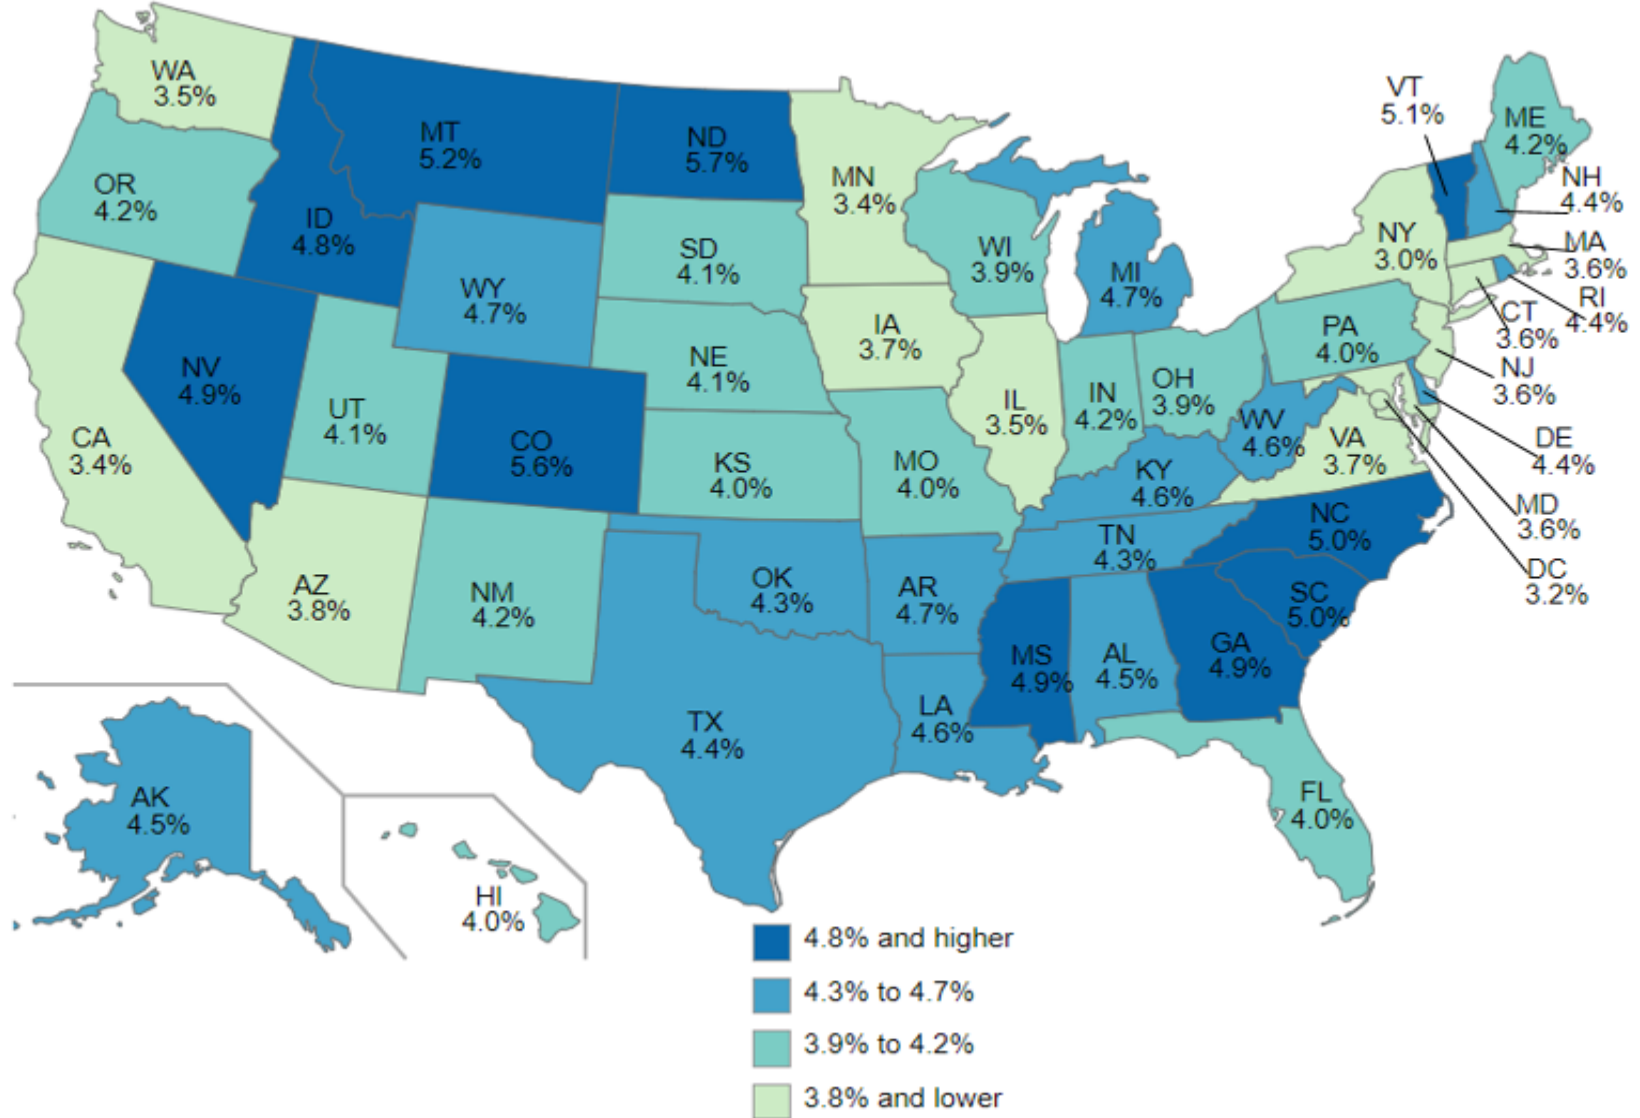 WA
3.5%
MT
5.2%
ND
5.7%
MN
3.4%
VT
5.1%
ME
4.2%
OR
4.2%
ID
4.8%
SD
4.1%
WI
3.9%
MI
4.7%
NY
3.0%
NH
4.4%
MA
3.6%
RI
4.4%
CT
3.6%
NJ
3.6%
WY
4.7%
IA
3.7%
PA
4.0%
NV
4.9%
NE
4.1%
UT
4.1%
CO
5.6%
IL
3.5%
IN
4.2%
OH
3.9%
WV
4.6%
VA
3.7%
DE
4.4%
CA
3.4%
KS
4.0%
MO
4.0%
KY
4.6%
MD
3.6%
DC
3.2%
NC
5.0%
TN
4.3%
AZ
3.8%
NM
4.2%
OK
4.3%
AR
4.7%
SC
5.0%
MS
4.9%
AL
4.5%
GA
4.9%
TX
4.4%
LA
4.6%
FL
4.0%
AK
4.5%
HI
4.0%
4.8% and higher
4.3% to 4.7%
3.9% to 4.2%
3.8% and lower